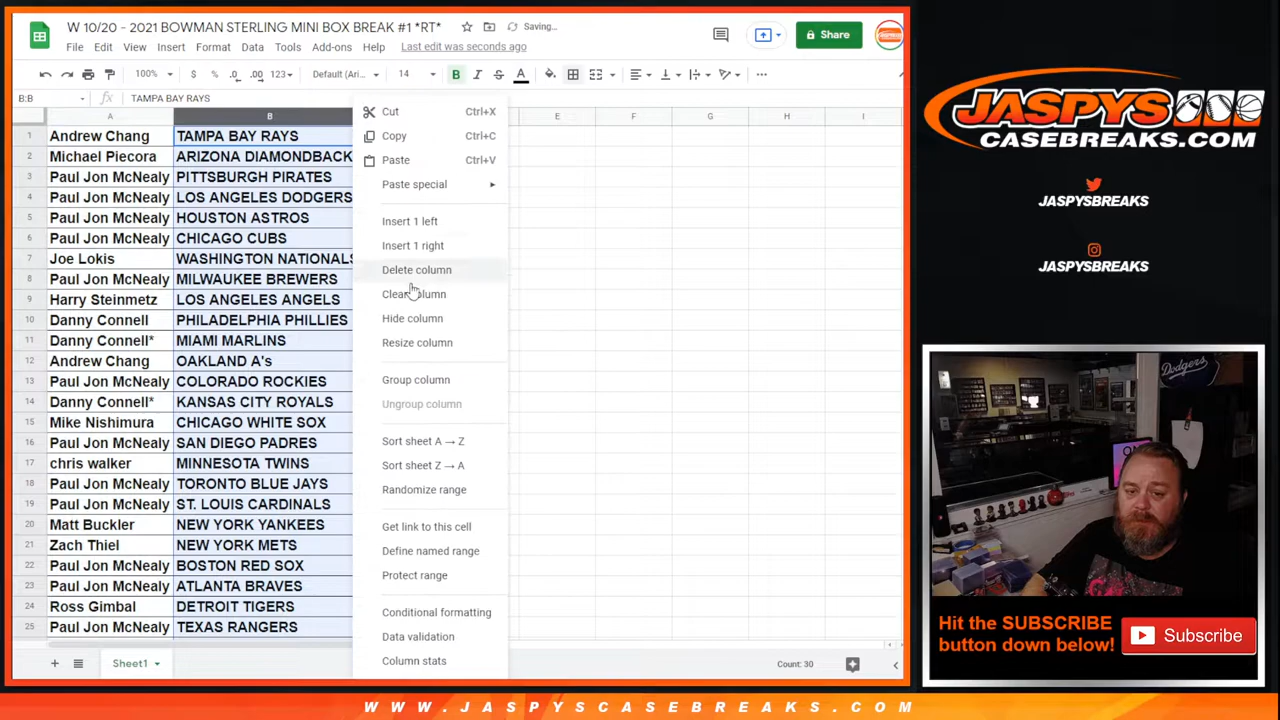 W 10/20 - 2021 BOWMAN STERLING MINI BOX BREAK #1 *RT*
Saving...
File Edit View Insert Format Data Tools Add-ons Help Last edit was seconds ago
Share
100% $ % .0 .00 123 Default (Ari... 14 B I S A
B:B fx TAMPA BAY RAYS
A B E F G H I
1 Andrew Chang TAMPA BAY RAYS
2 Michael Piecora ARIZONA DIAMONDBACK
3 Paul Jon McNealy PITTSBURGH PIRATES
4 Paul Jon McNealy LOS ANGELES DODGERS
5 Paul Jon McNealy HOUSTON ASTROS
6 Paul Jon McNealy CHICAGO CUBS
7 Joe Lokis WASHINGTON NATIONALS
8 Paul Jon McNealy MILWAUKEE BREWERS
9 Harry Steinmetz LOS ANGELES ANGELS
10 Danny Connell PHILADELPHIA PHILLIES
11 Danny Connell* MIAMI MARLINS
12 Andrew Chang OAKLAND A's
13 Paul Jon McNealy COLORADO ROCKIES
14 Danny Connell* KANSAS CITY ROYALS
15 Mike Nishimura CHICAGO WHITE SOX
16 Paul Jon McNealy SAN DIEGO PADRES
17 chris walker MINNESOTA TWINS
18 Paul Jon McNealy TORONTO BLUE JAYS
19 Paul Jon McNealy ST. LOUIS CARDINALS
20 Matt Buckler NEW YORK YANKEES
21 Zach Thiel NEW YORK METS
22 Paul Jon McNealy BOSTON RED SOX
23 Paul Jon McNealy ATLANTA BRAVES
24 Ross Gimbal DETROIT TIGERS
25 Paul Jon McNealy TEXAS RANGERS
Cut Ctrl+X
Copy Ctrl+C
Paste Ctrl+V
Paste special
Insert 1 left
Insert 1 right
Delete column
Clear column
Hide column
Resize column
Group column
Ungroup column
Sort sheet A → Z
Sort sheet Z → A
Randomize range
Get link to this cell
Define named range
Protect range
Conditional formatting
Data validation
Column stats
Sheet1
Count: 30
JASPYS
CASEBREAKS.COM
JASPYSBREAKS
JASPYSBREAKS
Dodgers
Hit the SUBSCRIBE
button down below!
Subscribe
WWW.JASPYSCASEBREAKS.COM